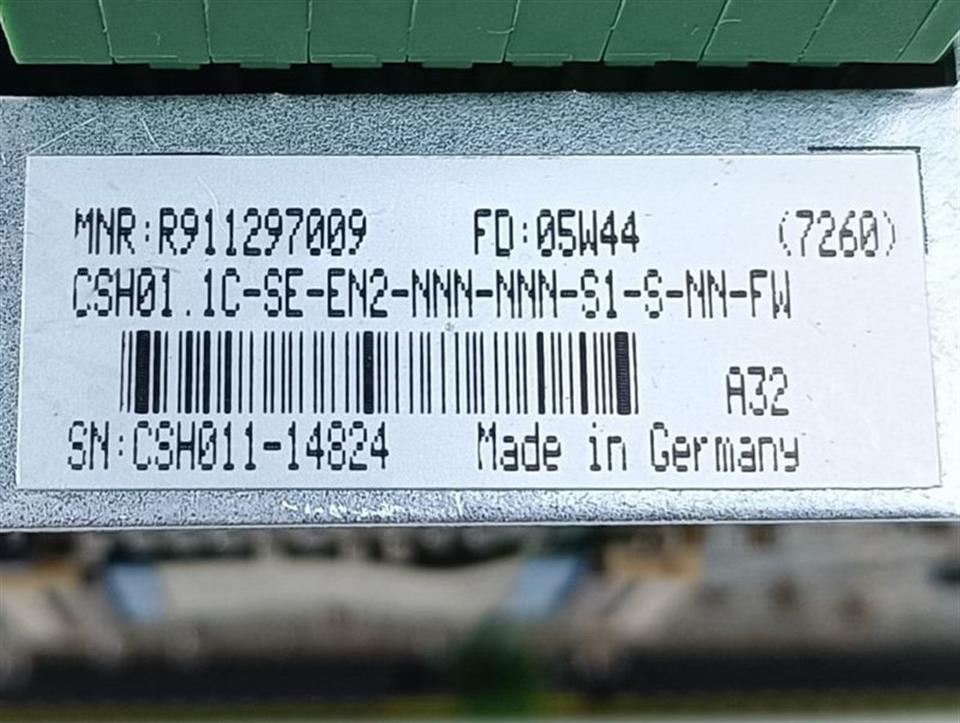 MNR:R911297009 FD:05W44 (7260)
CSH01.1C-SE-EN2-NNN-NNN-S1-S-NN-FW
A32
SN:CSH011-14824 Made in Germany